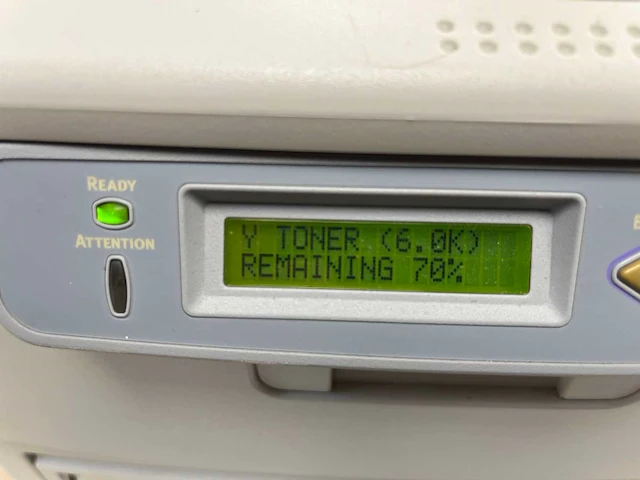 READY
ATTENTION
Y TONER (6.0K)
REMAINING 70%